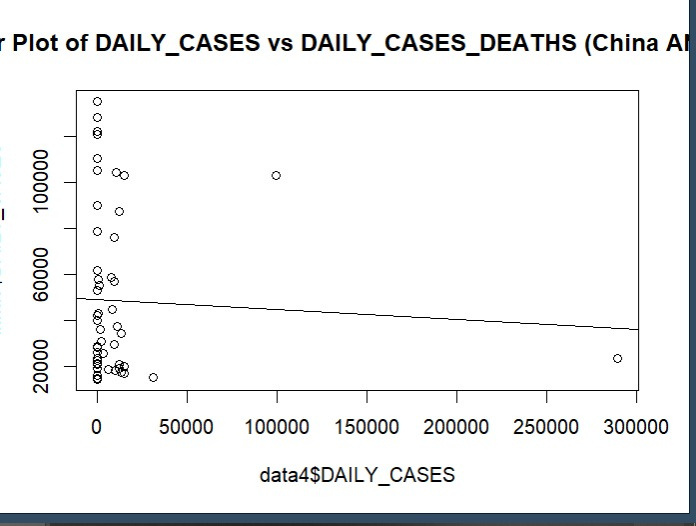 r Plot of DAILY_CASES vs DAILY_CASES_DEATHS (China A
100000
60000
20000
0 50000 100000 150000 200000 250000 300000
data4$DAILY_CASES